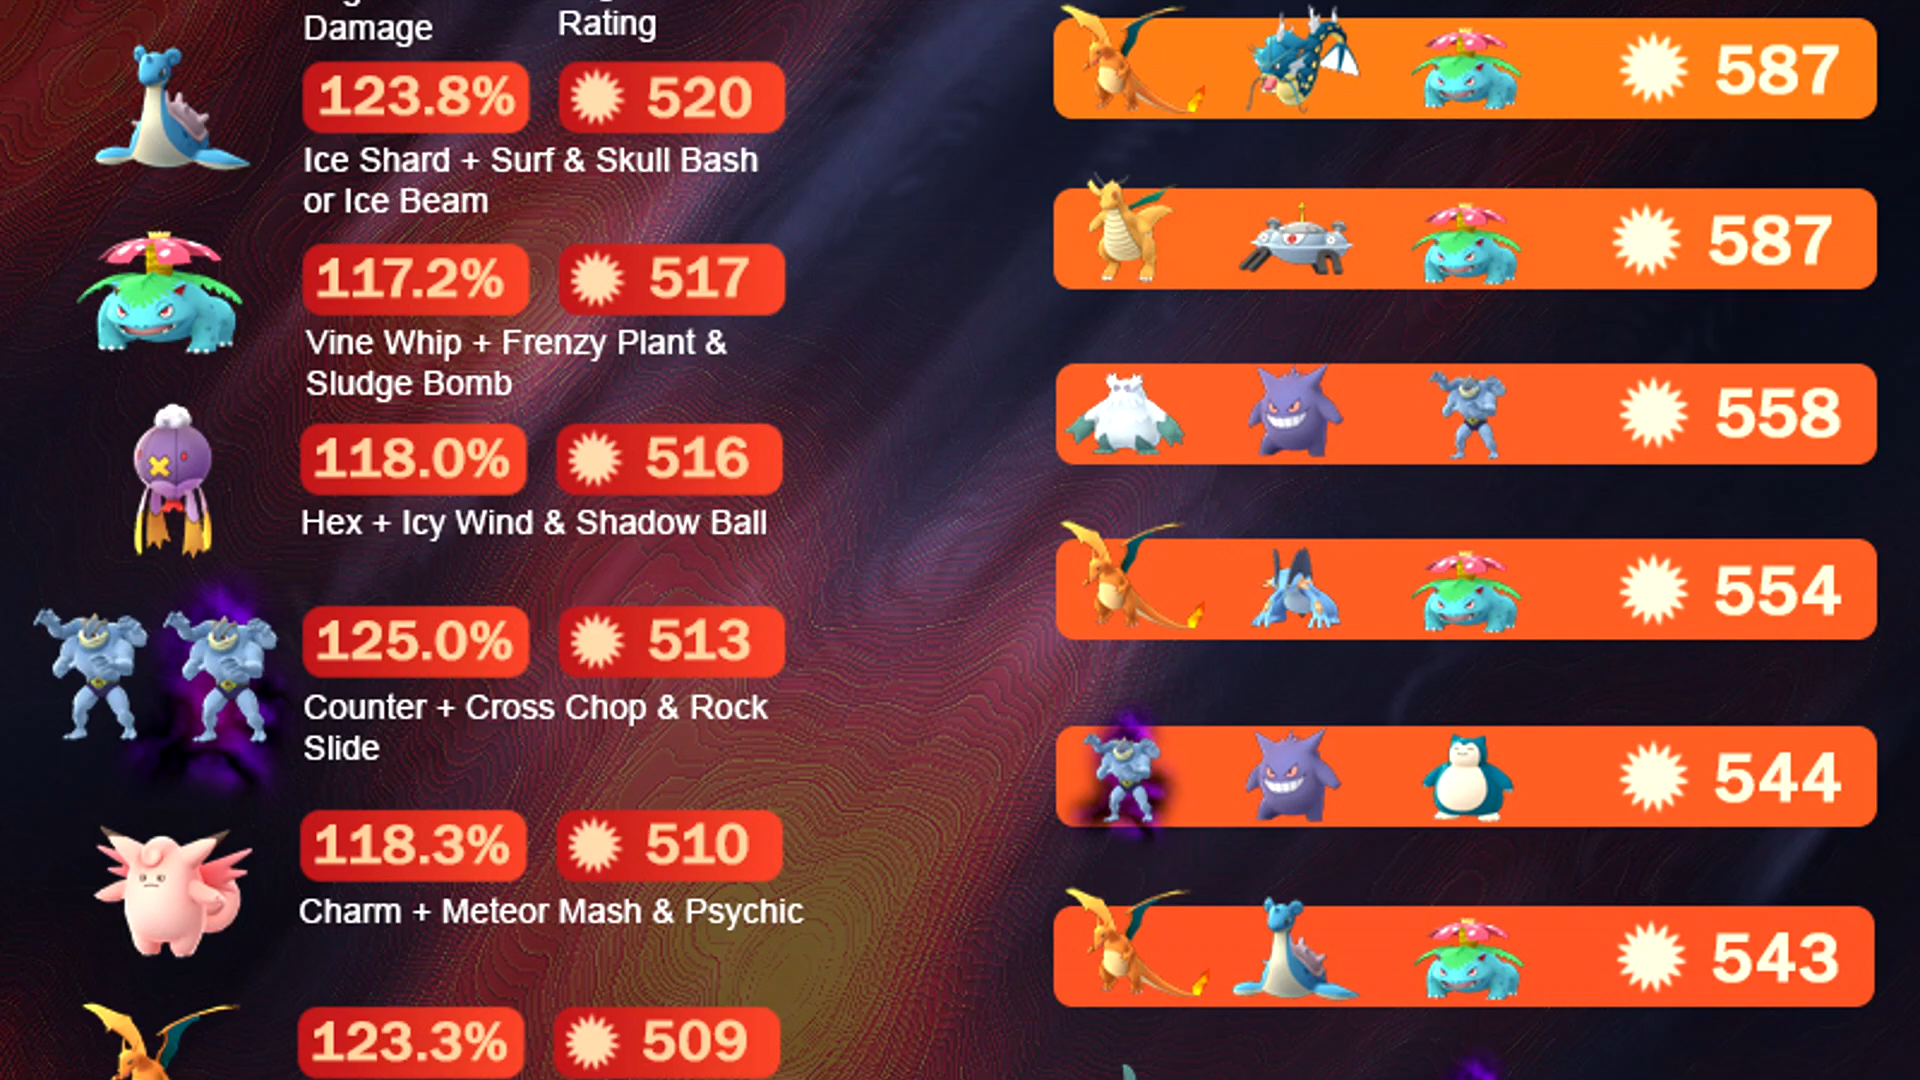 Damage
Rating
123.8% 520
Ice Shard + Surf & Skull Bash
or Ice Beam
117.2% 517
Vine Whip + Frenzy Plant &
Sludge Bomb
118.0% 516
Hex + Icy Wind & Shadow Ball
125.0% 513
Counter + Cross Chop & Rock
Slide
118.3% 510
Charm + Meteor Mash & Psychic
123.3% 509
587
587
558
554
544
543